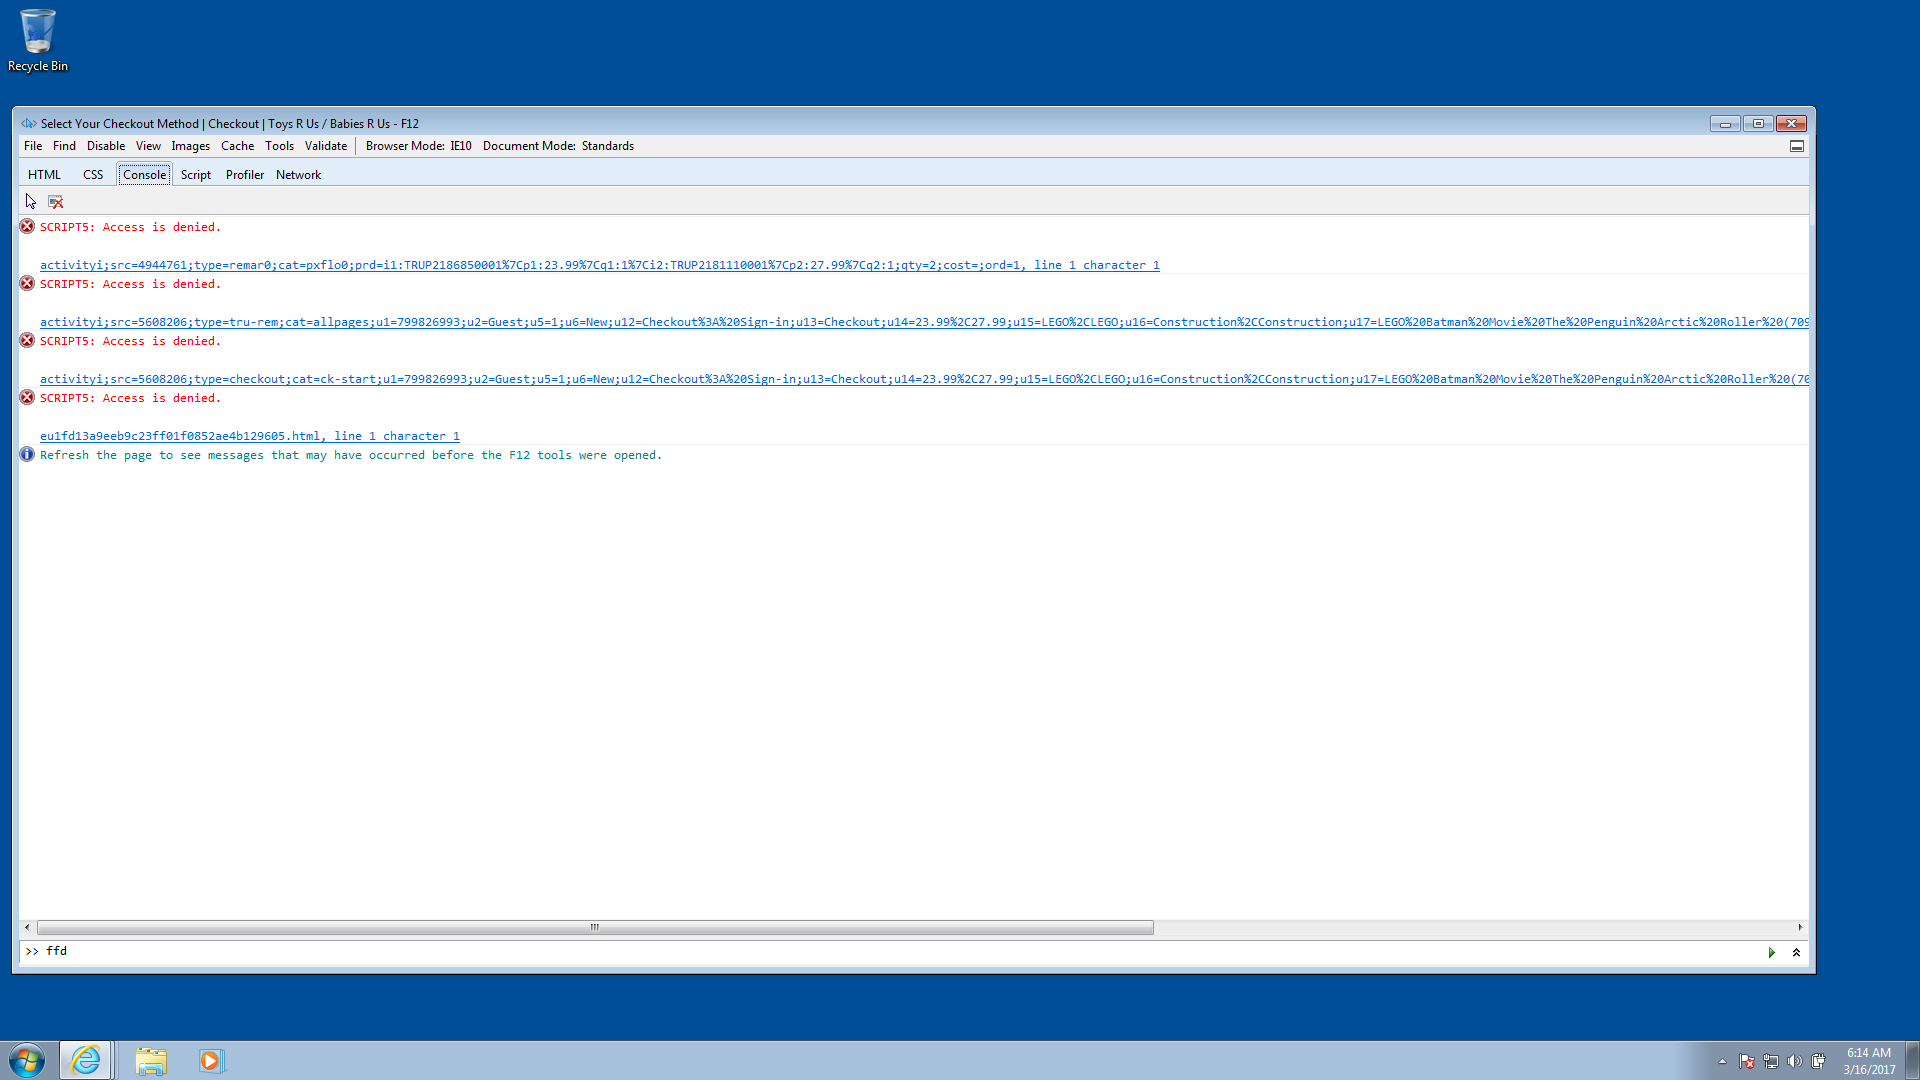 Recycle Bin
Select Your Checkout Method | Checkout | Toys R Us / Babies R Us - F12
File Find Disable View Images Cache Tools Validate Browser Mode: IE10 Document Mode: Standards
HTML CSS Console Script Profiler Network
SCRIPT5: Access is denied.
activityi;src=4944761;type=remar0;cat=pxflo0;prd=i1:TRUP2186850001%7Cp1:23.99%7Cq1:1%7Ci2:TRUP2181110001%7Cp2:27.99%7Cq2:1;qty=2;cost=;ord=1, line 1 character 1
SCRIPT5: Access is denied.
activityi;src=5608206;type=tru-rem;cat=allpages;u1=799826993;u2=Guest;u5=1;u6=New;u12=Checkout%3A%20Sign-in;u13=Checkout;u14=23.99%2C27.99;u15=LEGO%2CLEGO;u16=Construction%2CConstruction;u17=LEGO%20Batman%20Movie%20The%20Penguin%20Arctic%20Roller%20(709
SCRIPT5: Access is denied.
activityi;src=5608206;type=checkout;cat=ck-start;u1=799826993;u2=Guest;u5=1;u6=New;u12=Checkout%3A%20Sign-in;u13=Checkout;u14=23.99%2C27.99;u15=LEGO%2CLEGO;u16=Construction%2CConstruction;u17=LEGO%20Batman%20Movie%20The%20Penguin%20Arctic%20Roller%20(70
SCRIPT5: Access is denied.
eu1fd13a9eeb9c23ff01f0852ae4b129605.html, line 1 character 1
Refresh the page to see messages that may have occurred before the F12 tools were opened.
>> ffd
6:14 AM
3/16/2017